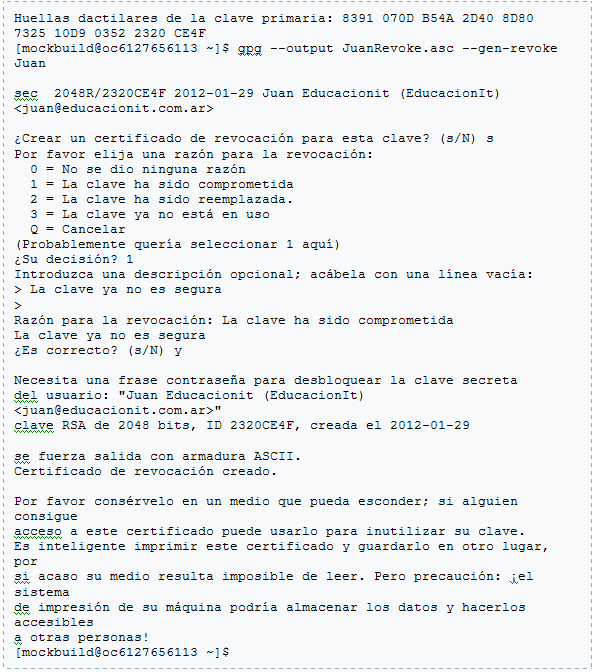 Huellas dactilares de la clave primaria: 8391 070D B54A 2D40 8D80
7325 10D9 0352 2320 CE4F
[mockbuild@oc6127656113 ~]$ gpg --output JuanRevoke.asc --gen-revoke
Juan
sec  2048R/2320CE4F 2012-01-29 Juan Educacionit (EducacionIt)
<juan@educacionit.com.ar>
¿Crear un certificado de revocación para esta clave? (s/N) s
Por favor elija una razón para la revocación:
  0 = No se dio ninguna razón
  1 = La clave ha sido comprometida
  2 = La clave ha sido reemplazada.
  3 = La clave ya no está en uso
  Q = Cancelar
(Probablemente quería seleccionar 1 aquí)
¿Su decisión? 1
Introduzca una descripción opcional; acábela con una línea vacía:
> La clave ya no es segura
>
Razón para la revocación: La clave ha sido comprometida
La clave ya no es segura
¿Es correcto? (s/N) y
Necesita una frase contraseña para desbloquear la clave secreta
del usuario: "Juan Educacionit (EducacionIt)
<juan@educacionit.com.ar>"
clave RSA de 2048 bits, ID 2320CE4F, creada el 2012-01-29
se fuerza salida con armadura ASCII.
Certificado de revocación creado.
Por favor consérvelo en un medio que pueda esconder; si alguien
consigue
acceso a este certificado puede usarlo para inutilizar su clave.
Es inteligente imprimir este certificado y guardarlo en otro lugar,
por
si acaso su medio resulta imposible de leer. Pero precaución: ¡el
sistema
de impresión de su máquina podría almacenar los datos y hacerlos
accesibles
a otras personas!
[mockbuild@oc6127656113 ~]$